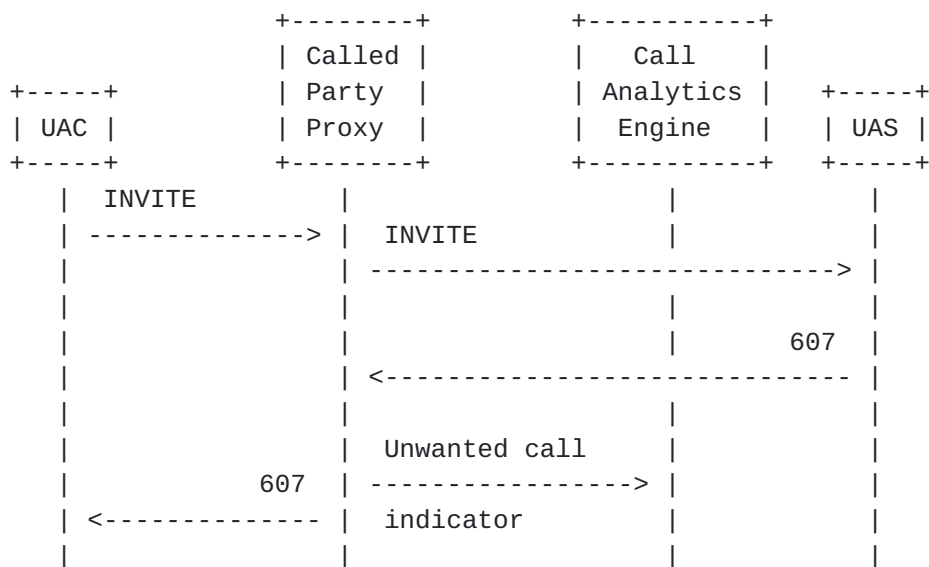 Called
Call
Party
Analytics
UAC
Proxy
Engine
UAS
INVITE
INVITE
607
Unwanted call
607
indicator